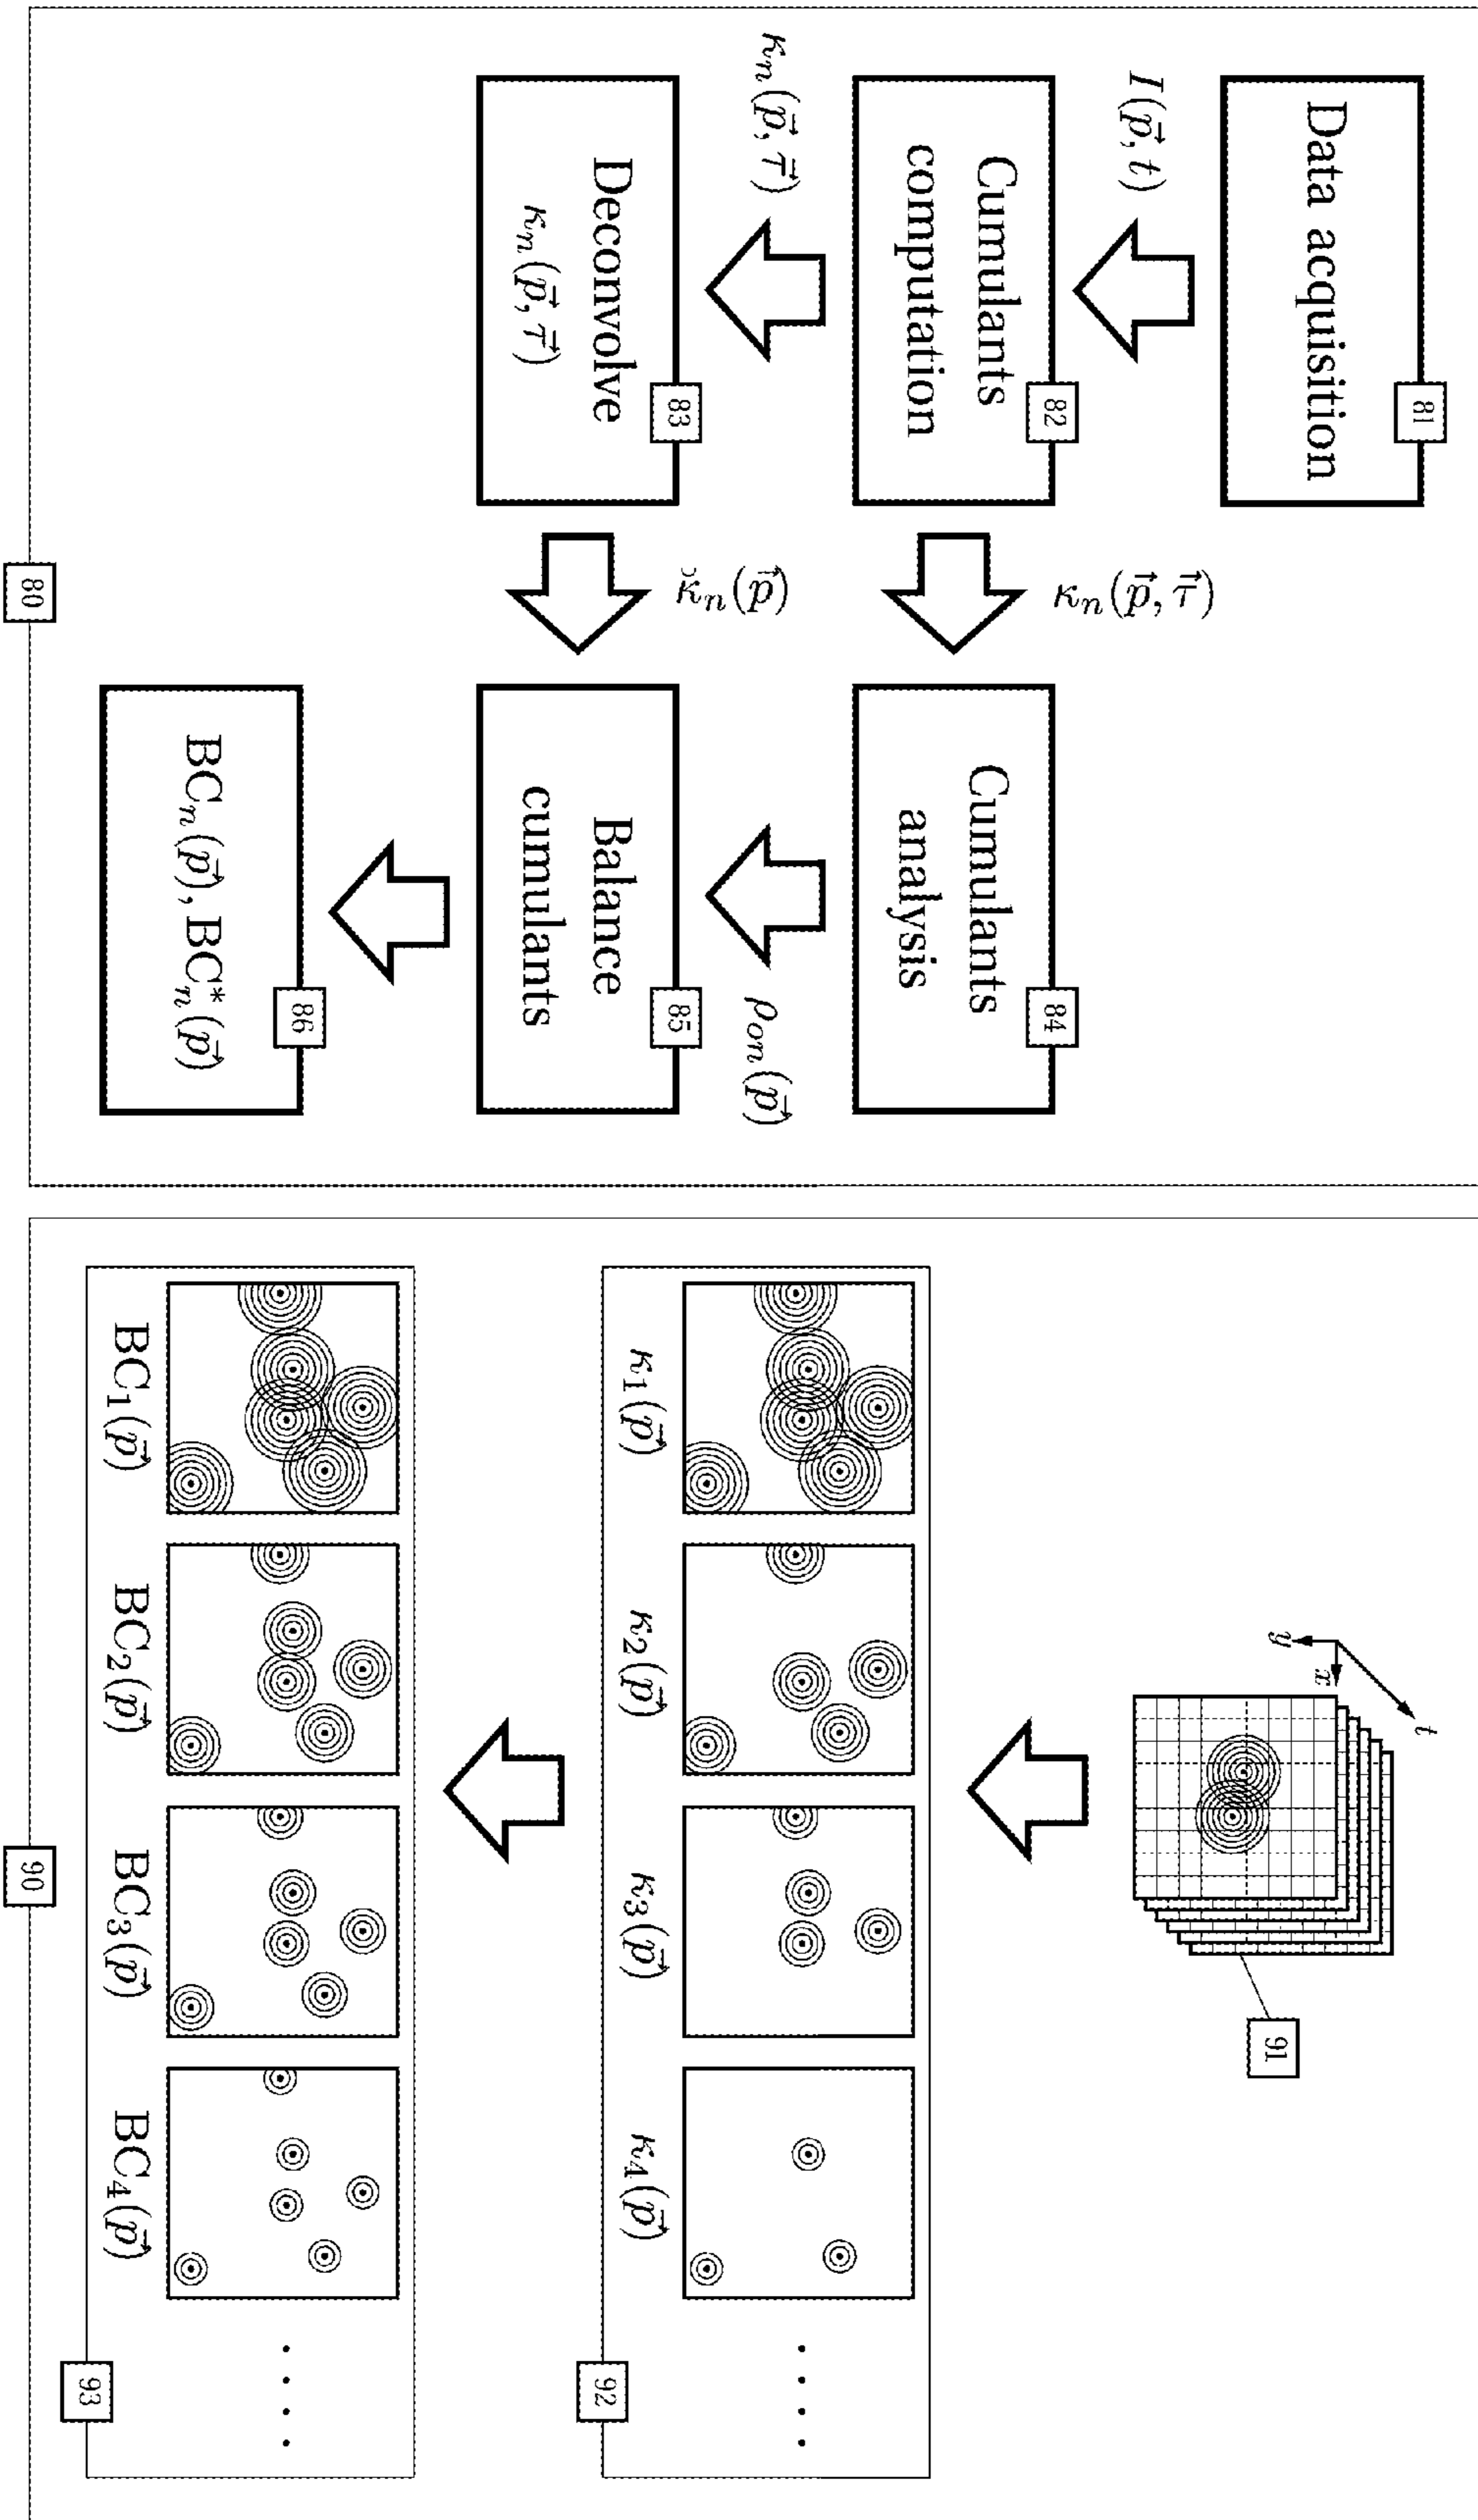 81
Data acquisition
I(p⃗, t)
82
Cumulants
computation
κₙ(p⃗, τ⃗)
84
Cumulants
analysis
κₙ(p⃗, τ⃗)
83
Deconvolve
κₙ(p⃗, τ⃗)
κ̆ₙ(p⃗)
ρₒₙ(p⃗)
85
Balance
cumulants
86
BCₙ(p⃗), BC*ₙ(p⃗)
80
t
x
y
91
κ₁(p⃗)
κ₂(p⃗)
κ₃(p⃗)
κ₄(p⃗)
92
BC₁(p⃗)
BC₂(p⃗)
BC₃(p⃗)
BC₄(p⃗)
93
90